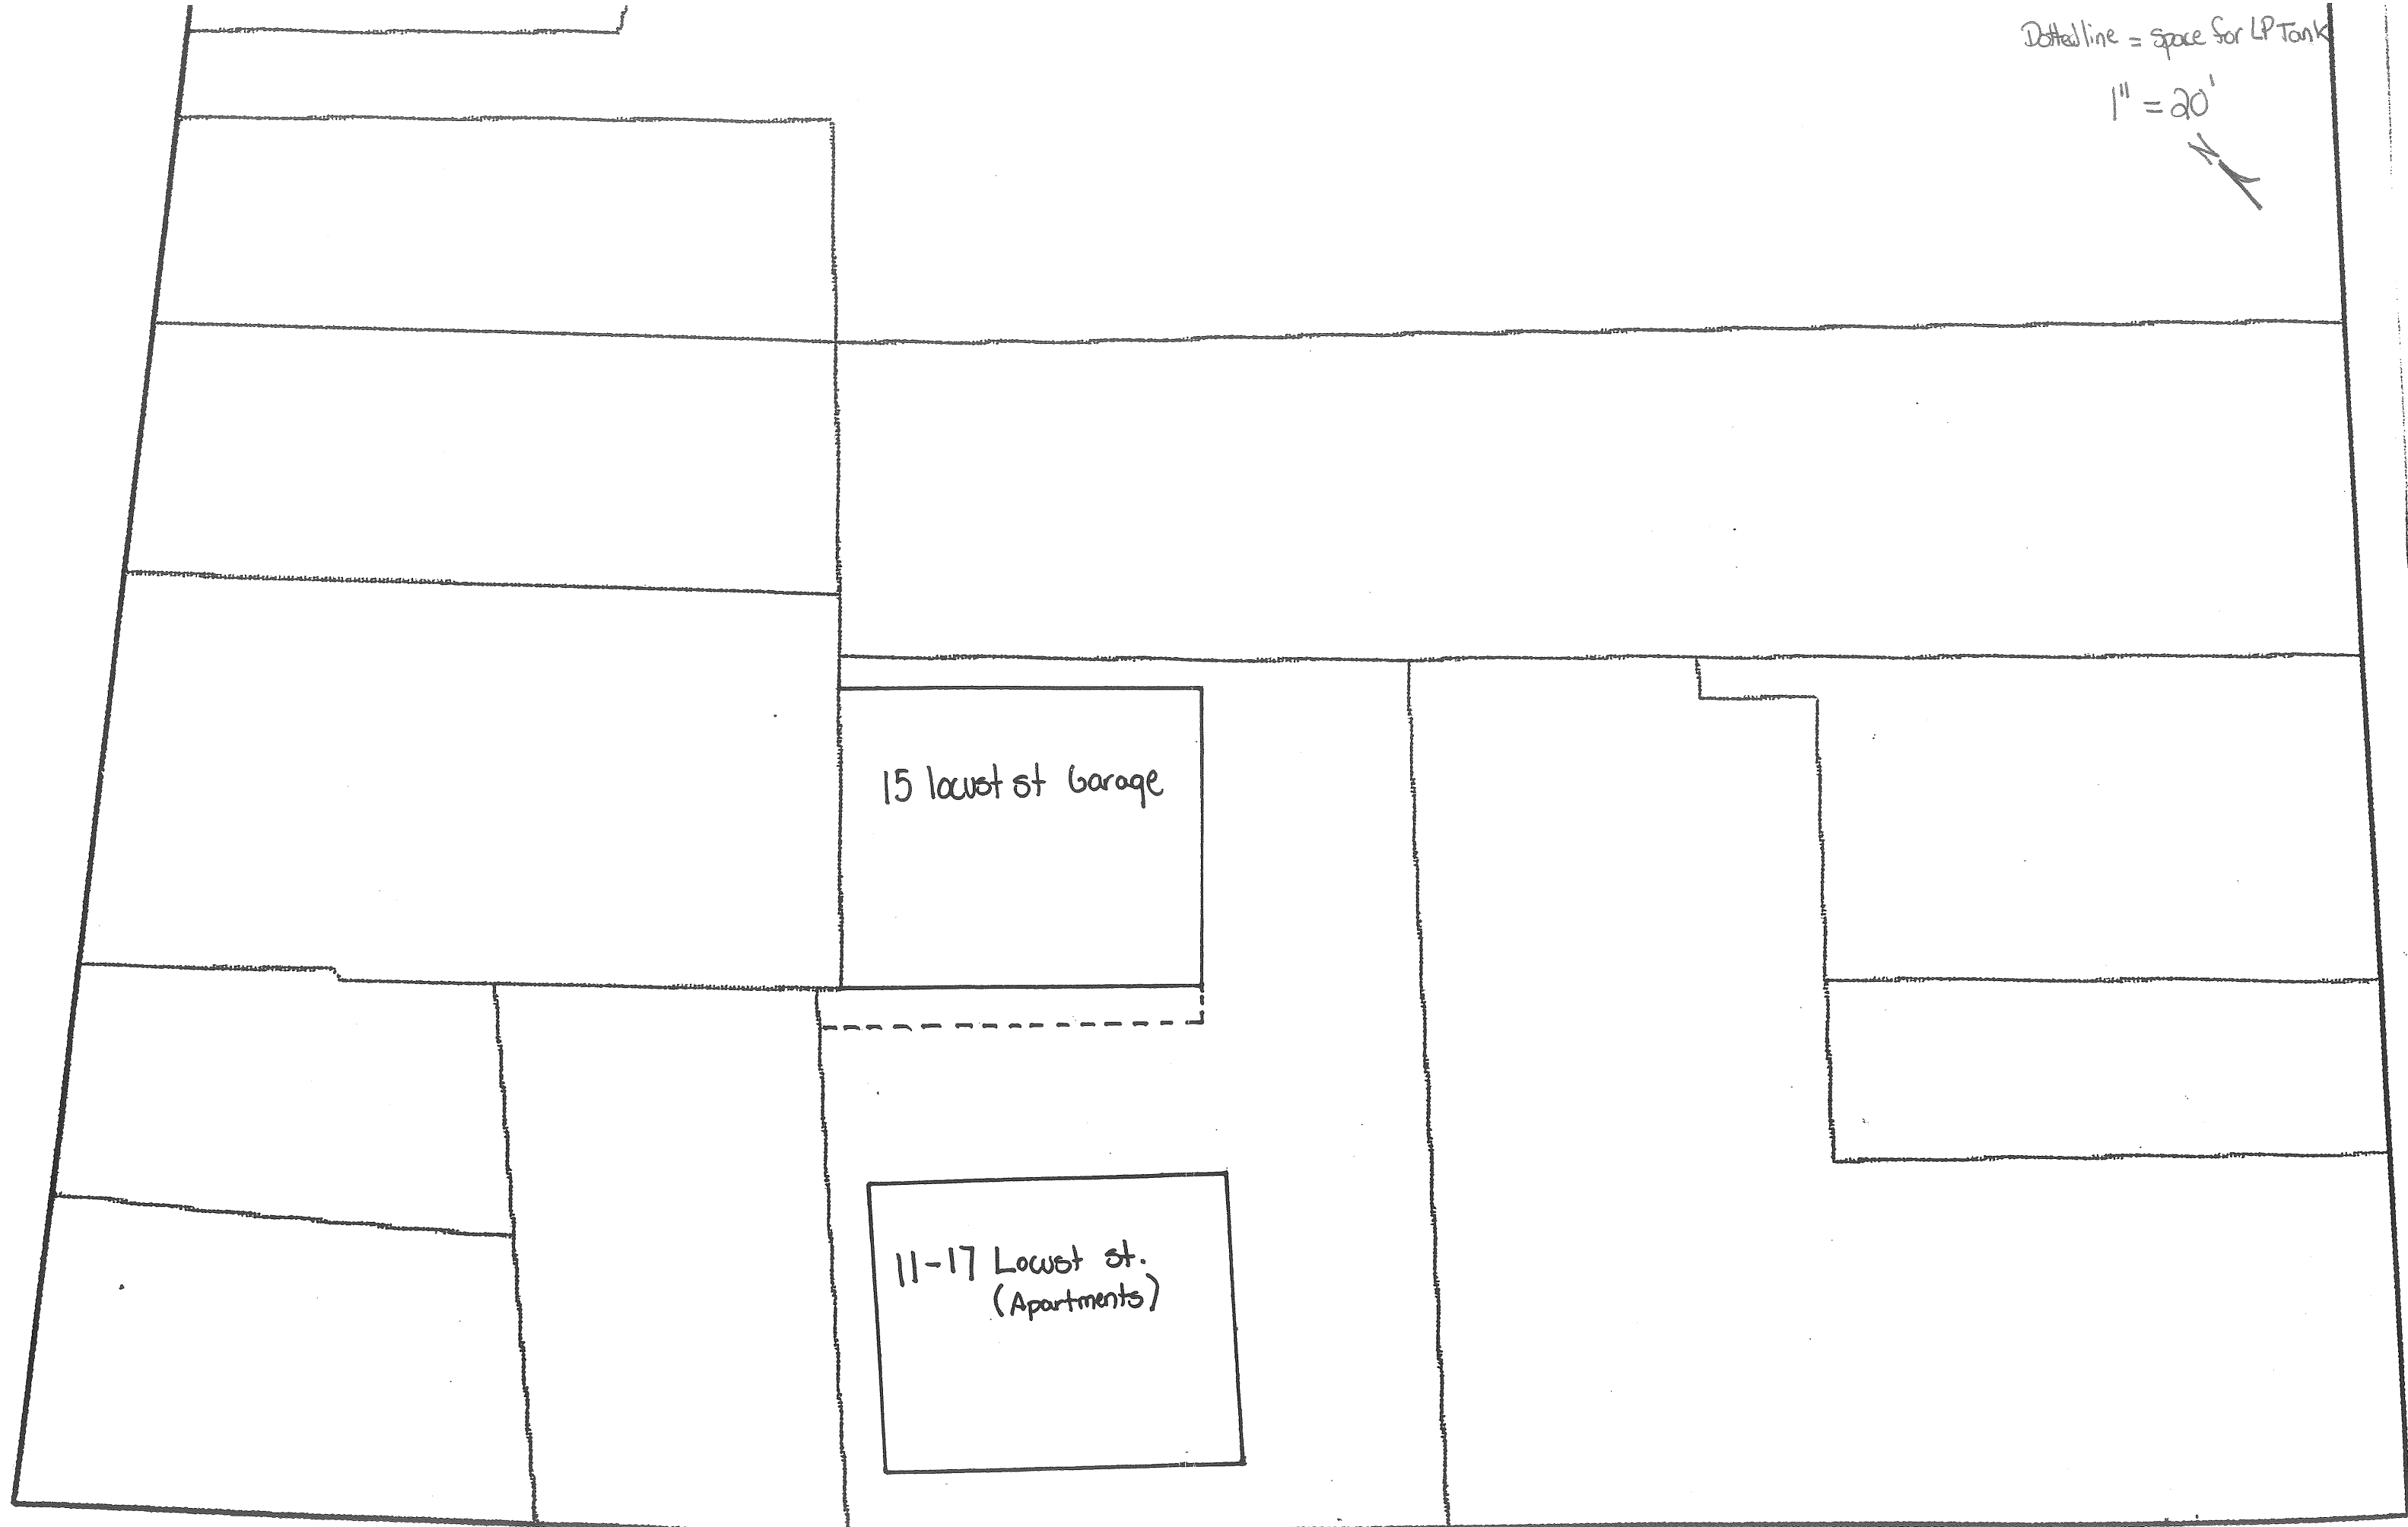 Dotted line = Space for LP Tank
1" = 20'
N
15 locust st Garage
11-17 Locust st.
(Apartments)